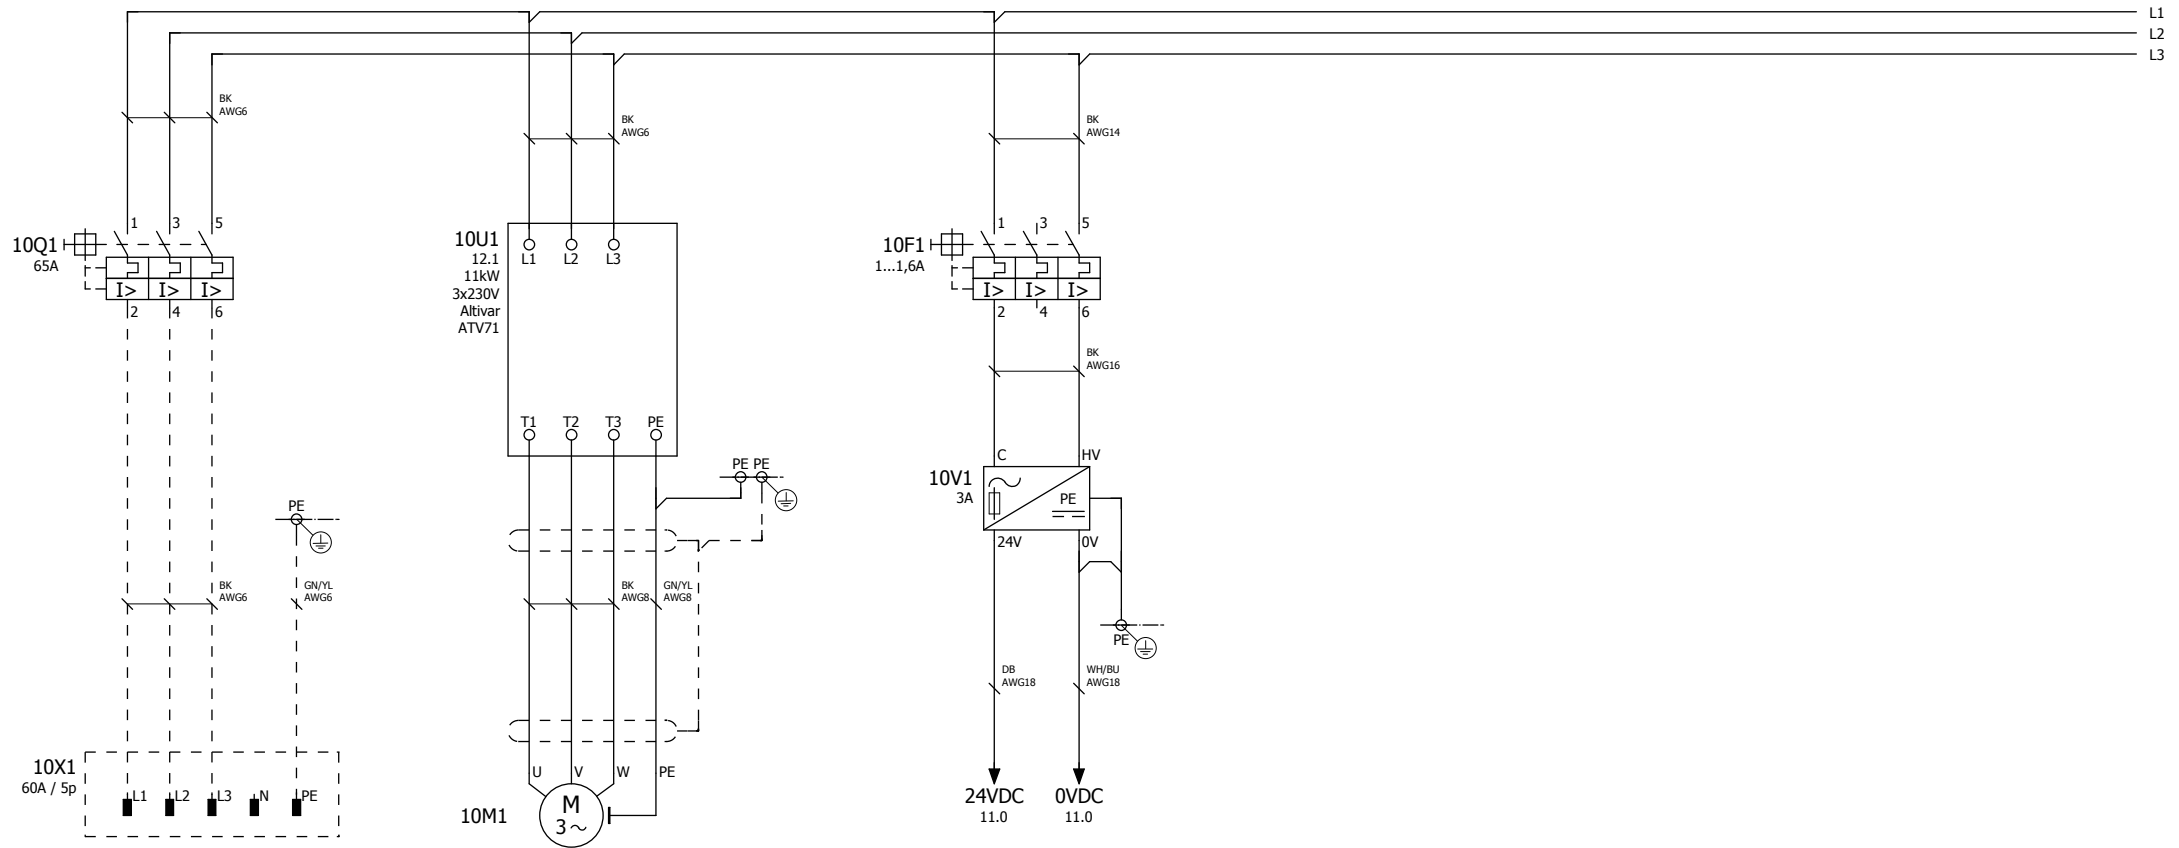 L1
L2
L3
BK
AWG6
BK
AWG6
BK
AWG14
10Q1
65A
1 3 5
I> I> I>
2 4 6
10U1
12.1
11kW
3x230V
Altivar
ATV71
L1 L2 L3
T1 T2 T3 PE
10F1
1...1,6A
1 3 5
I> I> I>
2 4 6
BK
AWG16
PE PE
10V1
3A
C HV
PE
24V 0V
PE
BK
AWG6
GN/YL
AWG6
BK
AWG8
GN/YL
AWG8
PE
DB
AWG18
WH/BU
AWG18
10X1
60A / 5p
L1 L2 L3 N PE
U V W PE
10M1
M
3~
24VDC
11.0
0VDC
11.0